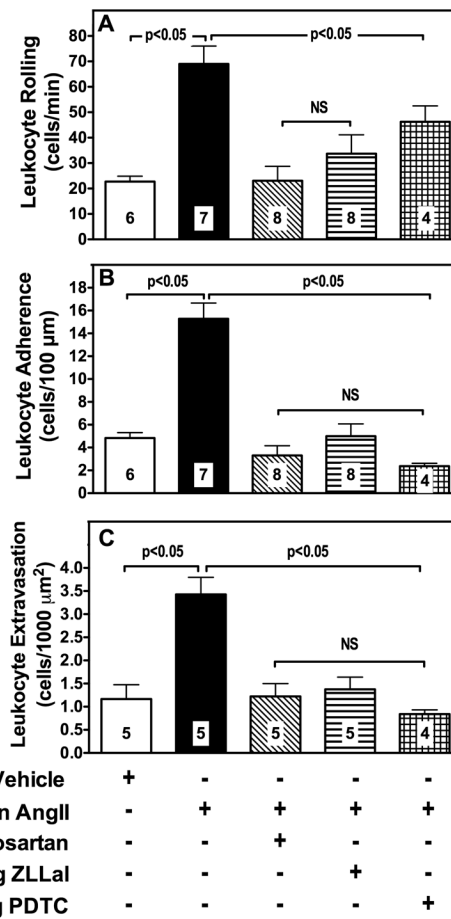 A
p<0.05
p<0.05
NS
Leukocyte Rolling
(cells/min)
80
70
60
50
40
30
20
10
0
6
7
8
8
4
B
p<0.05
p<0.05
NS
Leukocyte Adherence
(cells/100 µm)
18
16
14
12
10
8
6
4
2
0
6
7
8
8
4
C
p<0.05
p<0.05
NS
Leukocyte Extravasation
(cells/1000 µm²)
4.0
3.5
3.0
2.5
2.0
1.5
1.0
0.5
0.0
5
5
5
5
4
Vehicle + - - - -
n AngII - + + + +
osartan - - + - -
g ZLLal - - - + -
g PDTC - - - - +